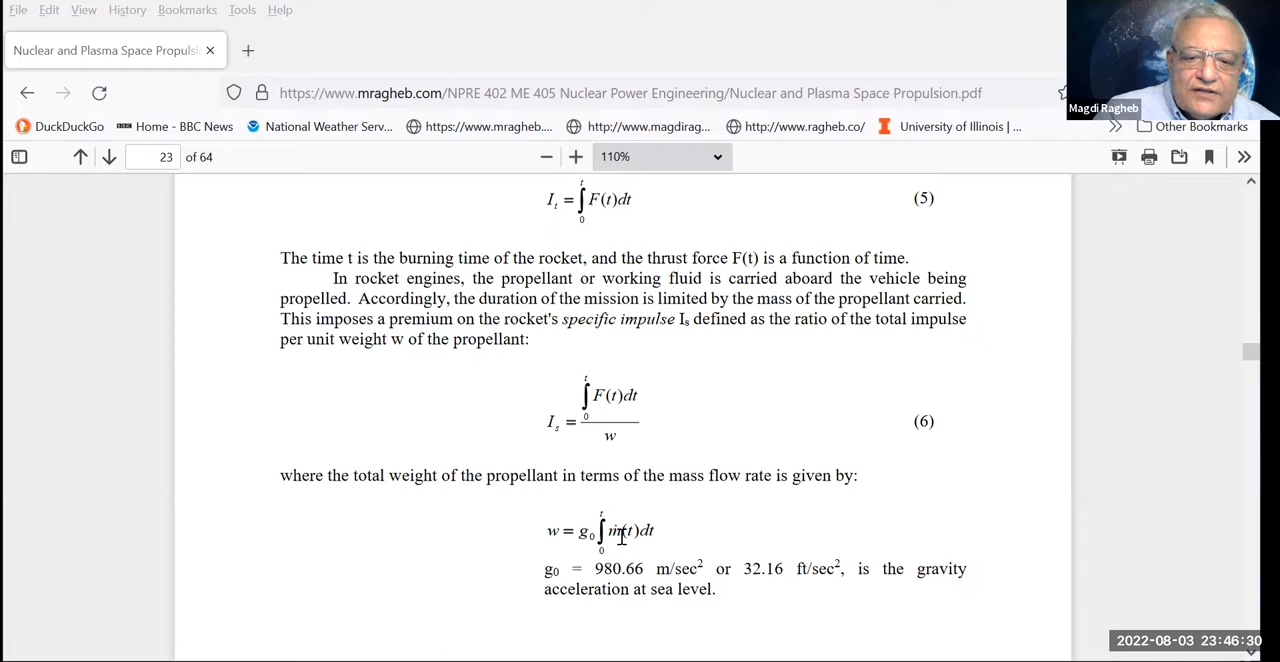 File Edit View History Bookmarks Tools Help
Nuclear and Plasma Space Propulsi
https://www.mragheb.com/NPRE 402 ME 405 Nuclear Power Engineering/Nuclear and Plasma Space Propulsion.pdf
Magdi Ragheb
DuckDuckGo BBC Home - BBC News National Weather Serv... https://www.mragheb.... http://www.magdirag... http://www.ragheb.co/ I University of Illinois |... Other Bookmarks
23 of 64 110%
I_t = ∫_0^t F(t)dt (5)
The time t is the burning time of the rocket, and the thrust force F(t) is a function of time.
In rocket engines, the propellant or working fluid is carried aboard the vehicle being
propelled. Accordingly, the duration of the mission is limited by the mass of the propellant carried.
This imposes a premium on the rocket's specific impulse I_s defined as the ratio of the total impulse
per unit weight w of the propellant:
I_s = ∫_0^t F(t)dt / w (6)
where the total weight of the propellant in terms of the mass flow rate is given by:
w = g_0 ∫_0^t ṁ(t)dt
g_0 = 980.66 m/sec² or 32.16 ft/sec², is the gravity
acceleration at sea level.
2022-08-03 23:46:30